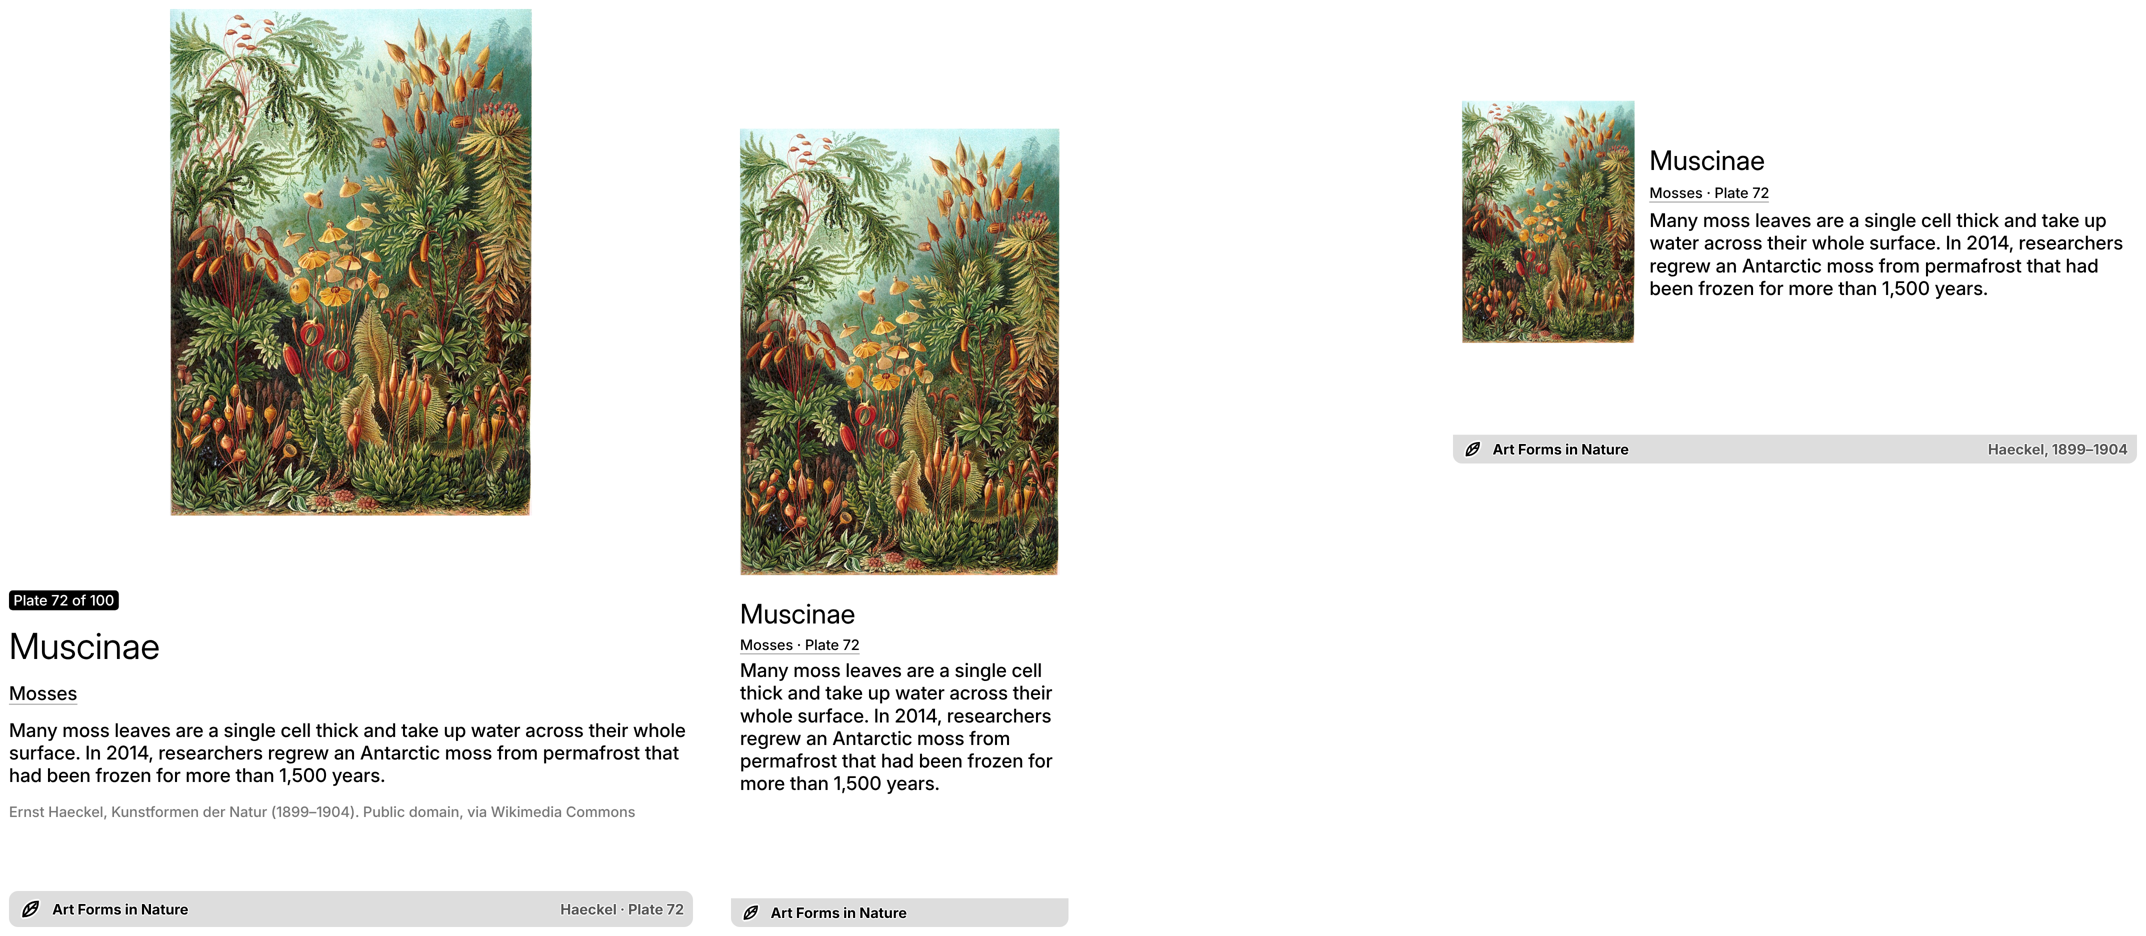 Plate 72 of 100
Muscinae
Mosses
Many moss leaves are a single cell thick and take up water across their whole
surface. In 2014, researchers regrew an Antarctic moss from permafrost that
had been frozen for more than 1,500 years.
Ernst Haeckel, Kunstformen der Natur (1899–1904). Public domain, via Wikimedia Commons
Art Forms in Nature
Haeckel · Plate 72
Muscinae
Mosses · Plate 72
Many moss leaves are a single cell
thick and take up water across their
whole surface. In 2014, researchers
regrew an Antarctic moss from
permafrost that had been frozen for
more than 1,500 years.
Art Forms in Nature
Muscinae
Mosses · Plate 72
Many moss leaves are a single cell thick and take up
water across their whole surface. In 2014, researchers
regrew an Antarctic moss from permafrost that had
been frozen for more than 1,500 years.
Art Forms in Nature
Haeckel, 1899–1904